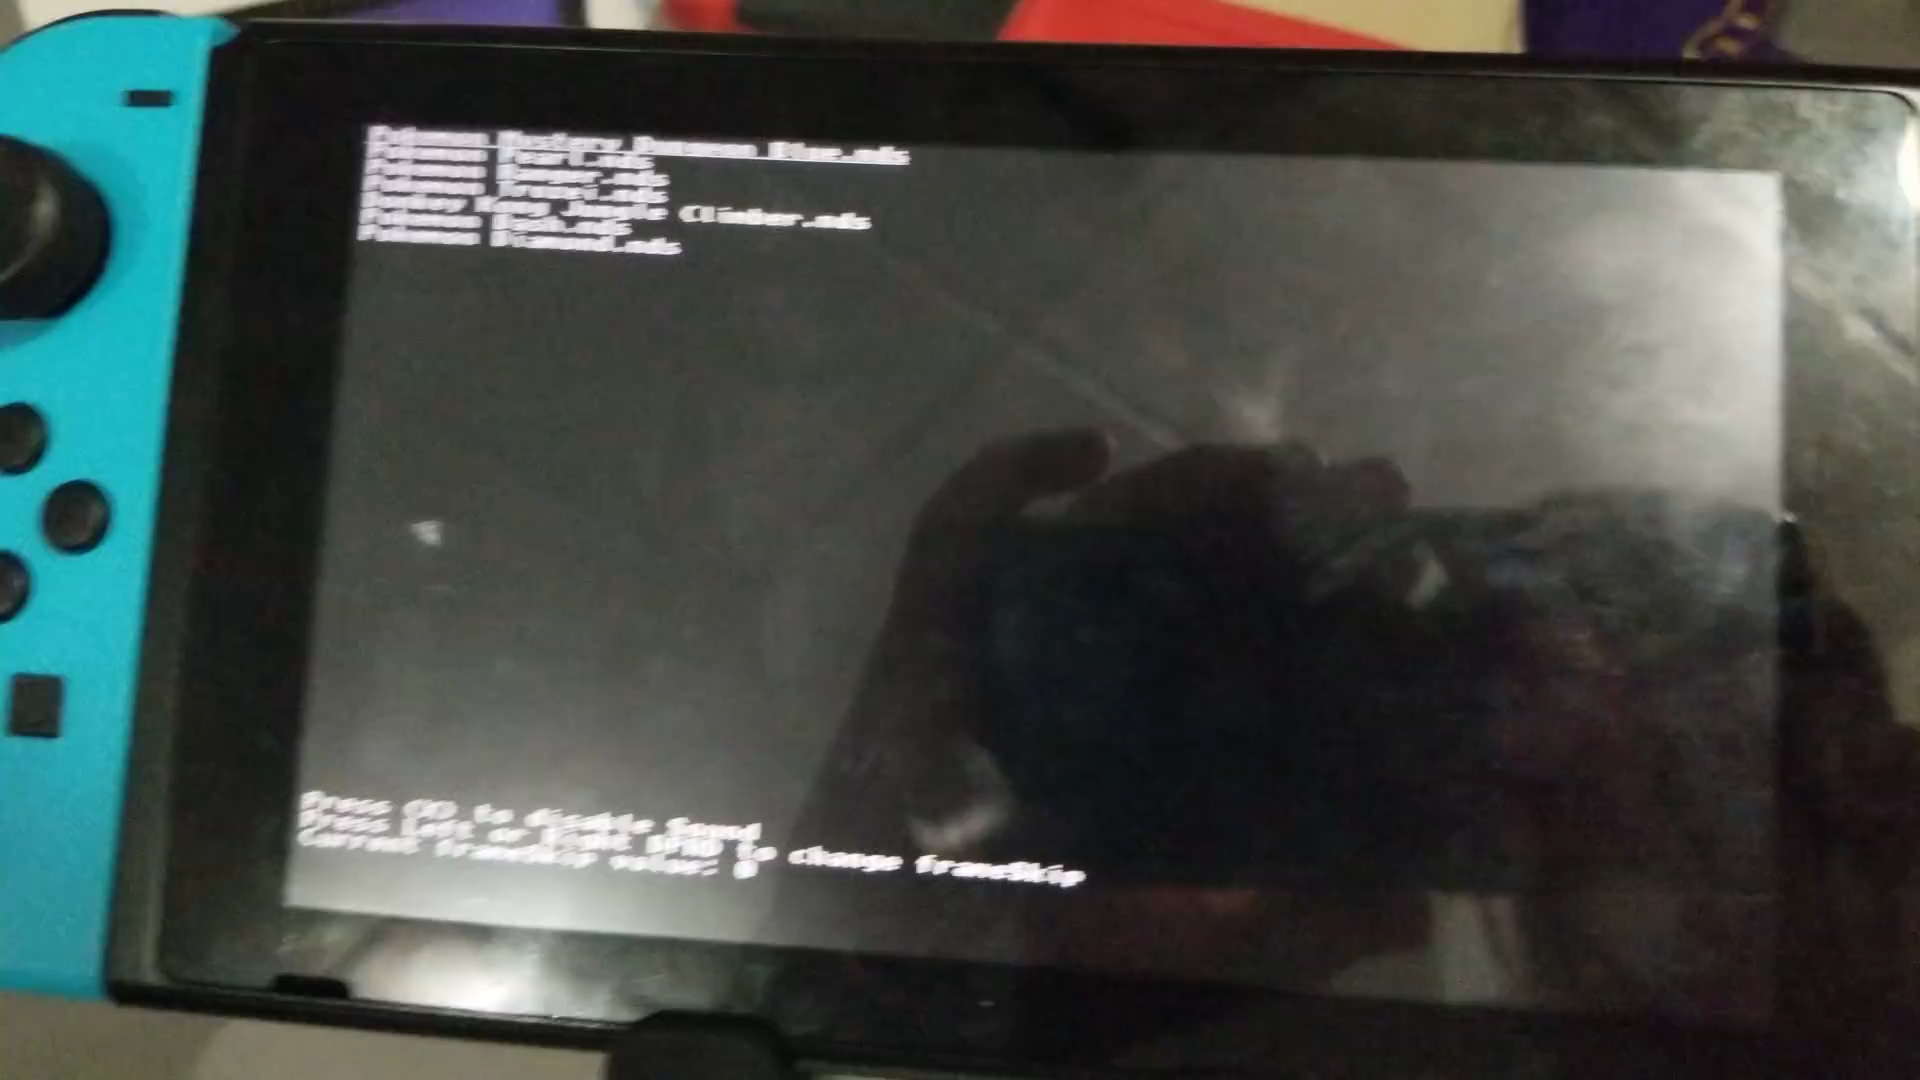 Pokemon Mystery Dungeon Blue.nds
Pokemon Pearl.nds
Pokemon Ranger.nds
Pokemon Trozei.nds
Donkey Kong Jungle Climber.nds
Pokemon Dash.nds
Pokemon Diamond.nds
Press (X) to disable Sound
Press Left or Right DPAD to change frameSkip
Current frameSkip value: 0